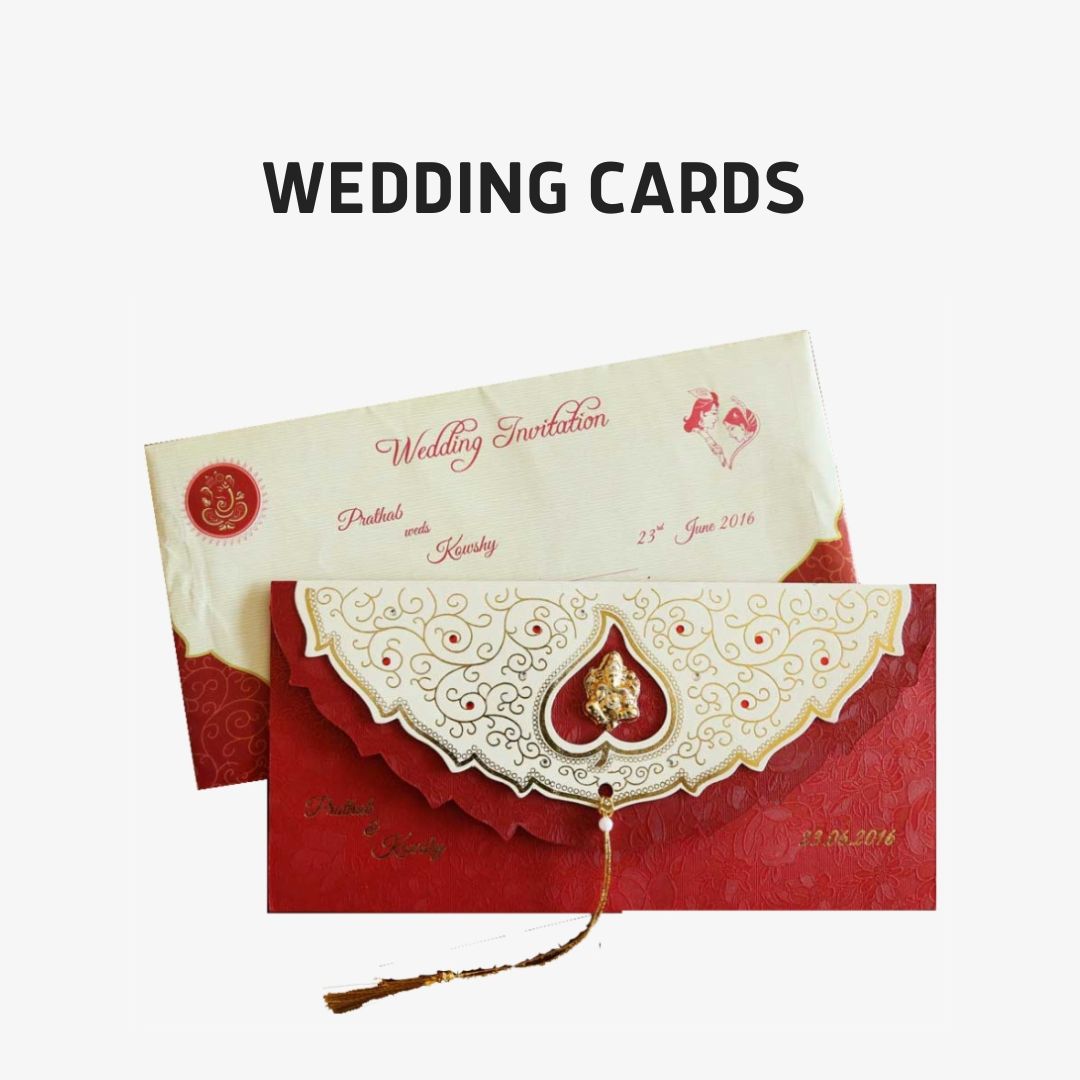 WEDDING CARDS
Wedding Invitation
Prathab
weds
Kowshy
23rd June 2016
Prathab
&
Kowshy
23.06.2016